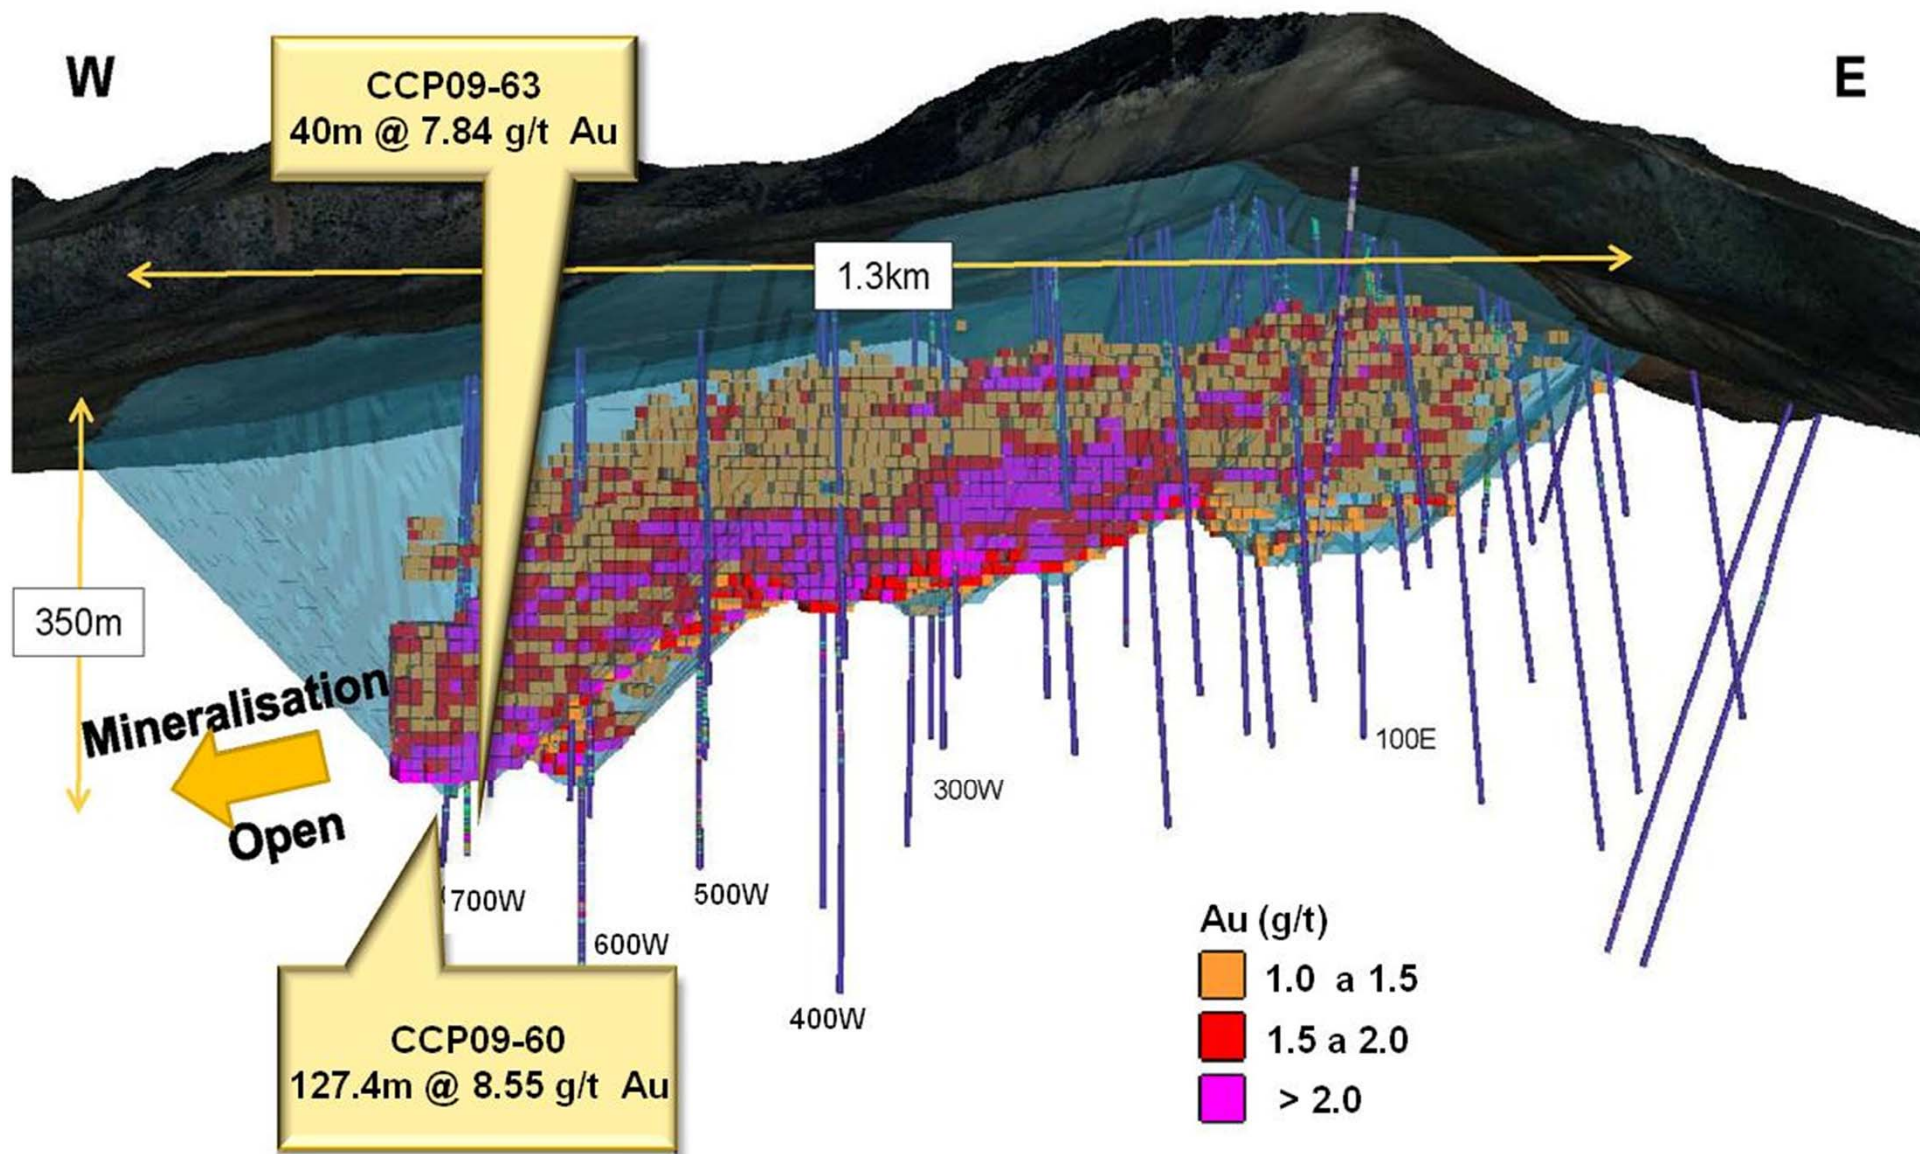 W
E
CCP09-63
40m @ 7.84 g/t Au
1.3km
350m
Mineralisation
Open
100E
300W
500W
700W
600W
400W
CCP09-60
127.4m @ 8.55 g/t Au
Au (g/t)
1.0 a 1.5
1.5 a 2.0
> 2.0